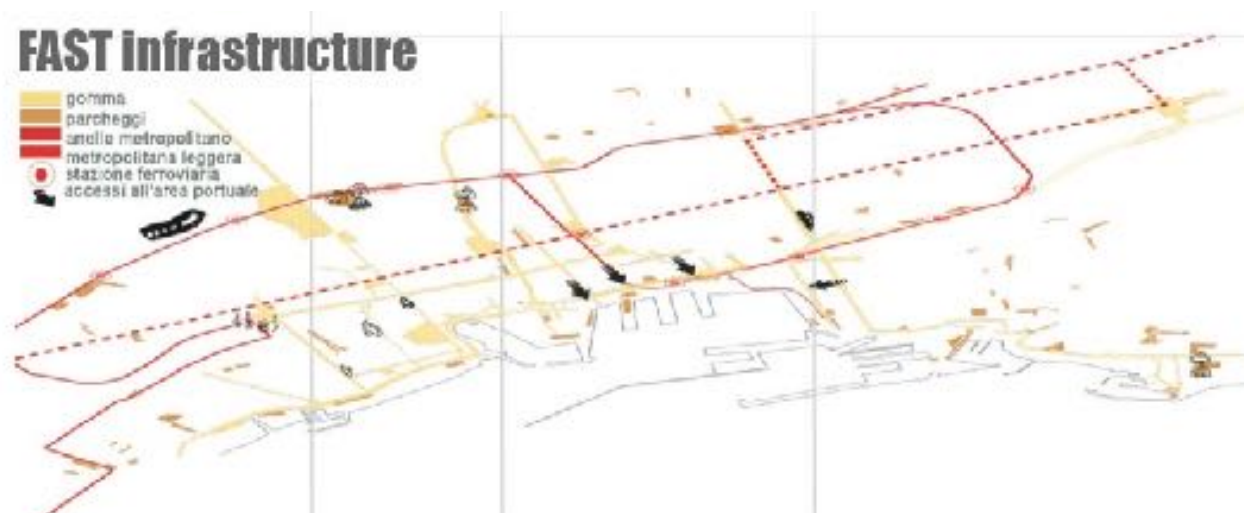 FAST infrastructure
gomma
parcheggi
anello metropolitano
metropolitana leggera
stazione ferroviaria
accessi all'area portuale